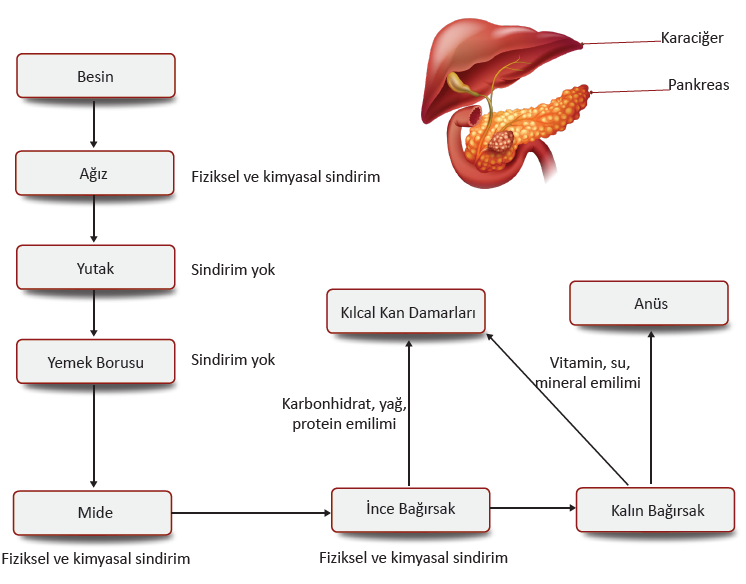 Karaciğer
Pankreas
Besin
Ağız
Fiziksel ve kimyasal sindirim
Yutak
Sindirim yok
Yemek Borusu
Sindirim yok
Kılcal Kan Damarları
Anüs
Karbonhidrat, yağ,
protein emilimi
Vitamin, su,
mineral emilimi
Mide
Fiziksel ve kimyasal sindirim
İnce Bağırsak
Fiziksel ve kimyasal sindirim
Kalın Bağırsak